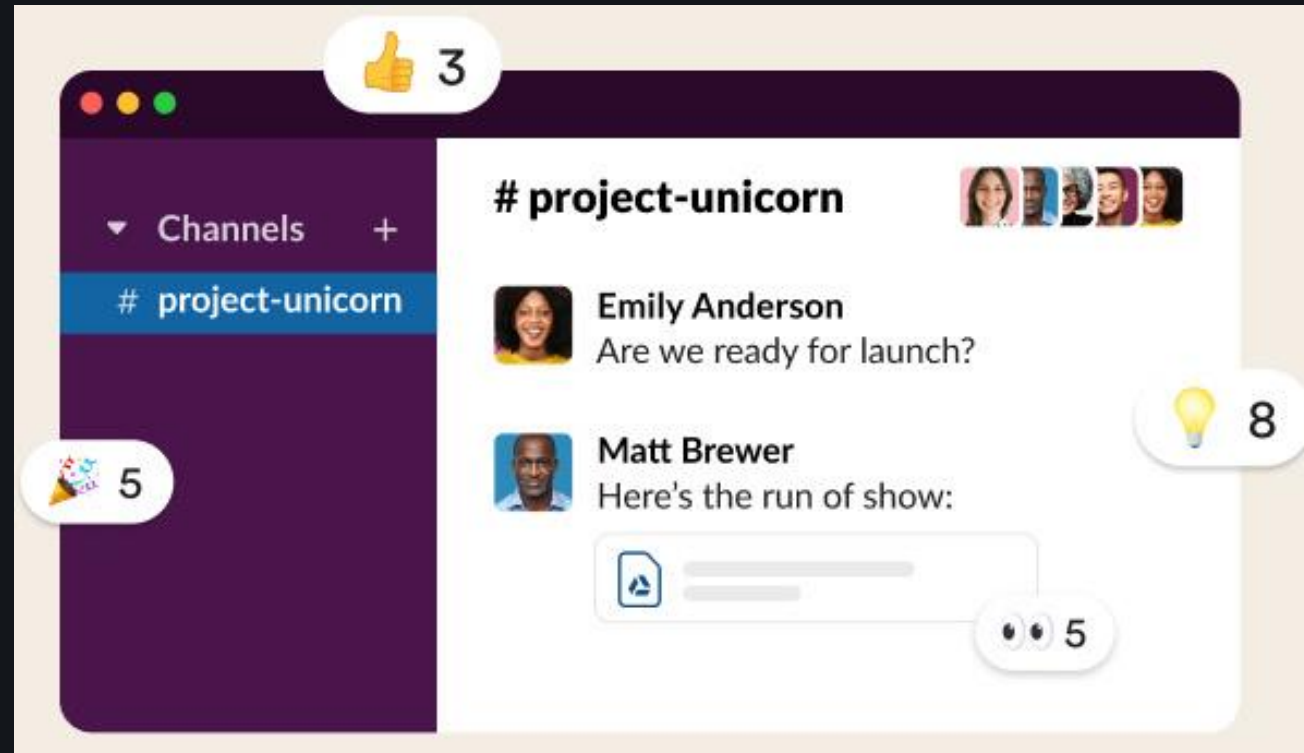 👍 3
Channels +
# project-unicorn
# project-unicorn
Emily Anderson
Are we ready for launch?
Matt Brewer
Here’s the run of show:
👀 5
🎉 5
💡 8